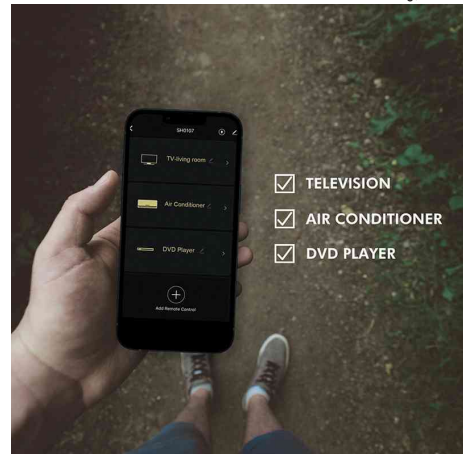 SH0107
TV-living room
Air Conditioner
DVD Player
Add Remote Control
TELEVISION
AIR CONDITIONER
DVD PLAYER